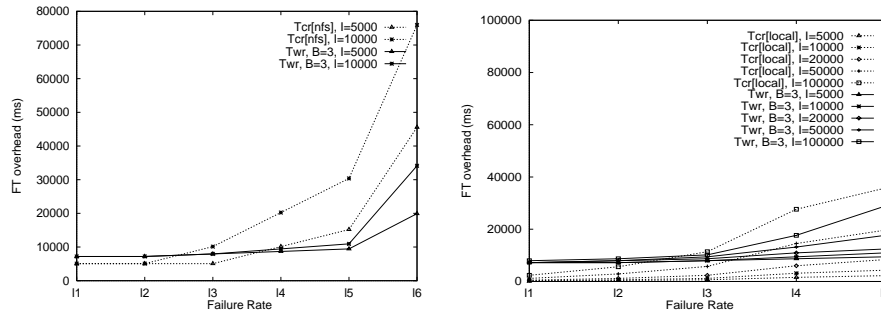 80000
70000
60000
50000
40000
30000
20000
10000
0
FT overhead (ms)
Tcr[nfs], I=5000
Tcr[nfs], I=10000
Twr, B=3, I=5000
Twr, B=3, I=10000
l1 l2 l3 l4 l5 l6
Failure Rate
100000
80000
60000
40000
20000
0
FT overhead (ms)
Tcr[local], I=5000
Tcr[local], I=10000
Tcr[local], I=20000
Tcr[local], I=50000
Tcr[local], I=100000
Twr, B=3, I=5000
Twr, B=3, I=10000
Twr, B=3, I=20000
Twr, B=3, I=50000
Twr, B=3, I=100000
l1 l2 l3 l4
Failure Rate